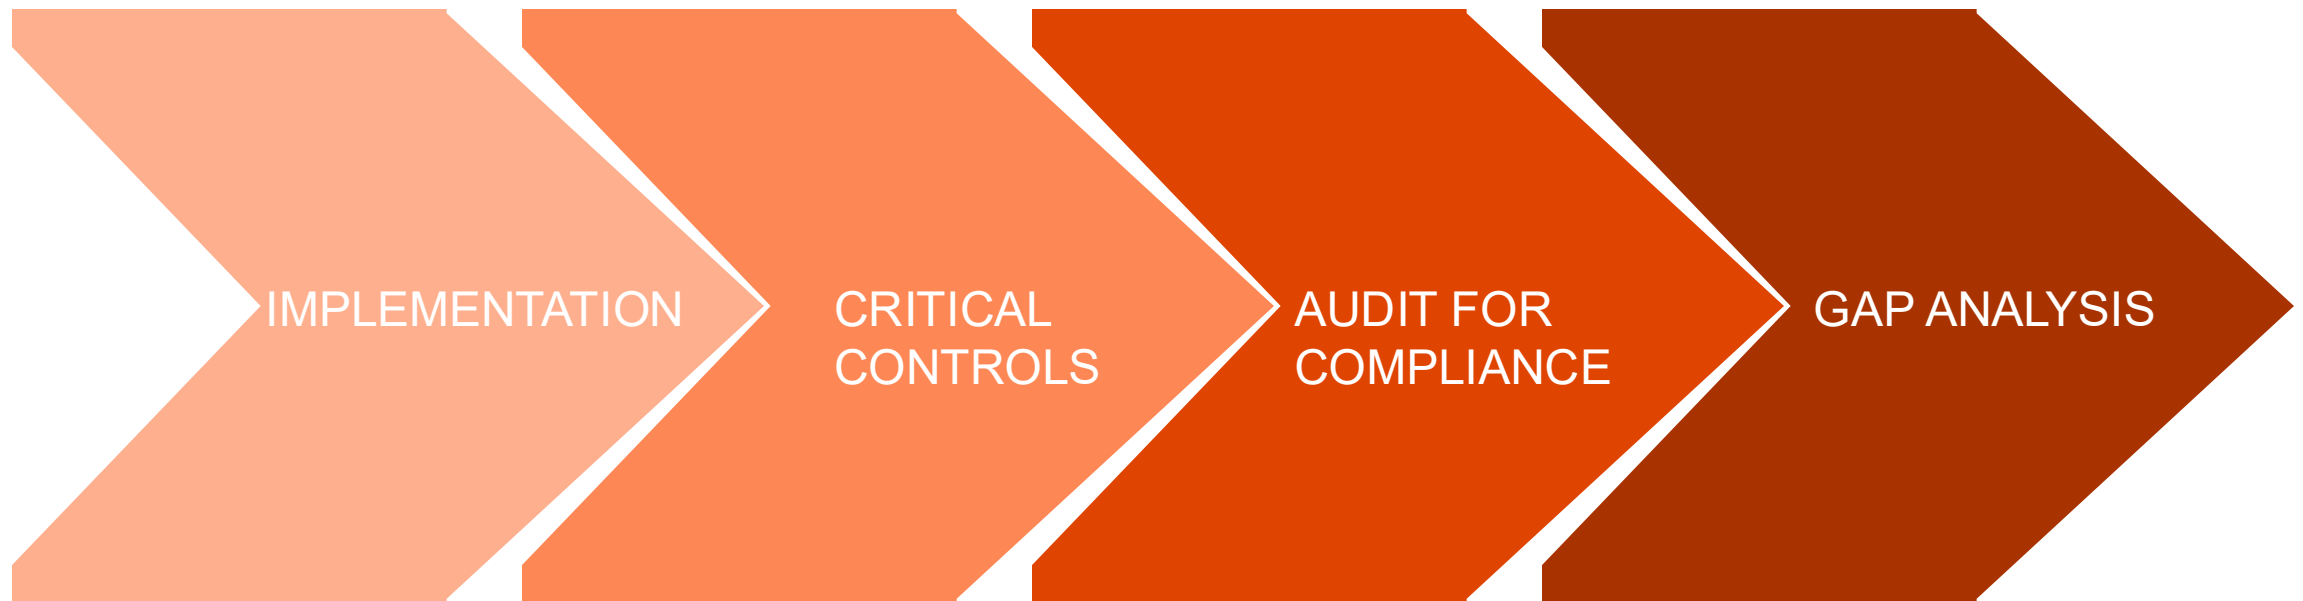 IMPLEMENTATION
CRITICAL
CONTROLS
AUDIT FOR
COMPLIANCE
GAP ANALYSIS